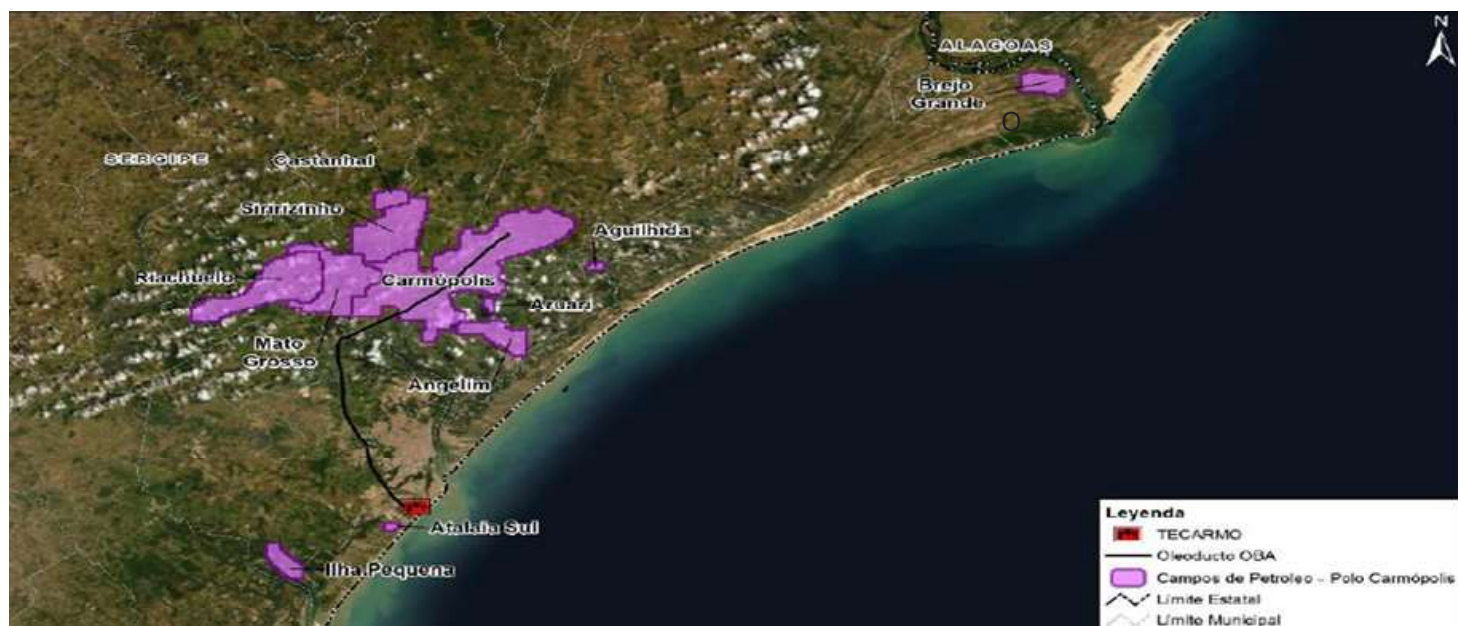 N
ALAGOAS
Brejo
Grande
O
SERGIPE
Castanhal
Siririzinho
Aguilhida
Riachuelo
Carmópolis
Aruari
Mato
Grosso
Angelim
Atalaia Sul
Ilha Pequena
Leyenda
TECARMO
Oleoducto OBA
Campos de Petroleo - Polo Carmópolis
Límite Estatal
Límite Municipal